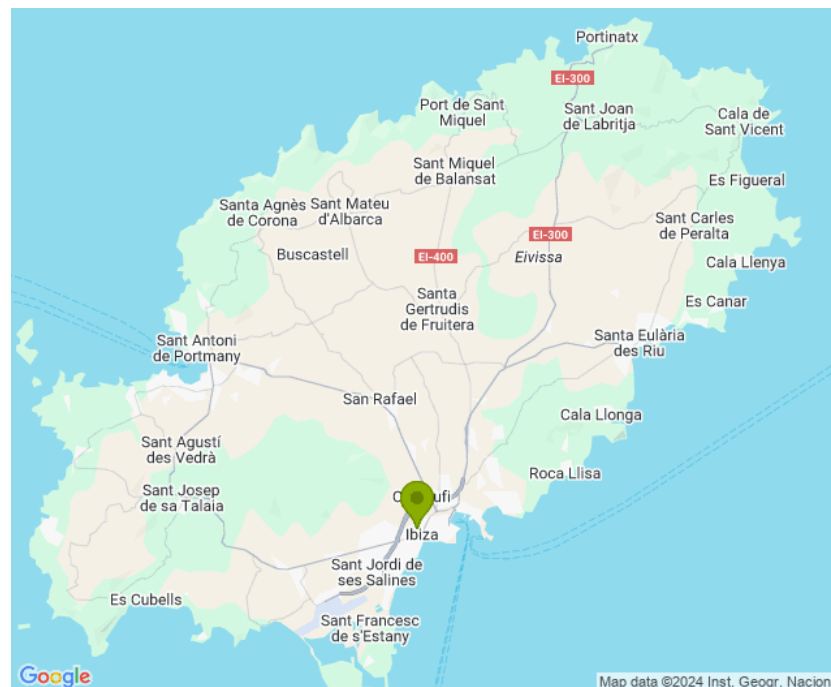 Portinatx
EI-300
Port de Sant
Miquel
Sant Joan
de Labritja
Cala de
Sant Vicent
Sant Miquel
de Balansat
Es Figueral
Santa Agnès
de Corona
Sant Mateu
d'Albarca
Sant Carles
de Peralta
EI-300
Buscastell
EI-400
Eivissa
Cala Llenya
Santa
Gertrudis
de Fruitera
Es Canar
Sant Antoni
de Portmany
Santa Eulària
des Riu
San Rafael
Cala Llonga
Sant Agustí
des Vedrà
Roca Llisa
Sant Josep
de sa Talaia
Ibiza
Sant Jordi de
ses Salines
Es Cubells
Sant Francesc
de s'Estany
Google
Map data ©2024 Inst. Geogr. Nacion